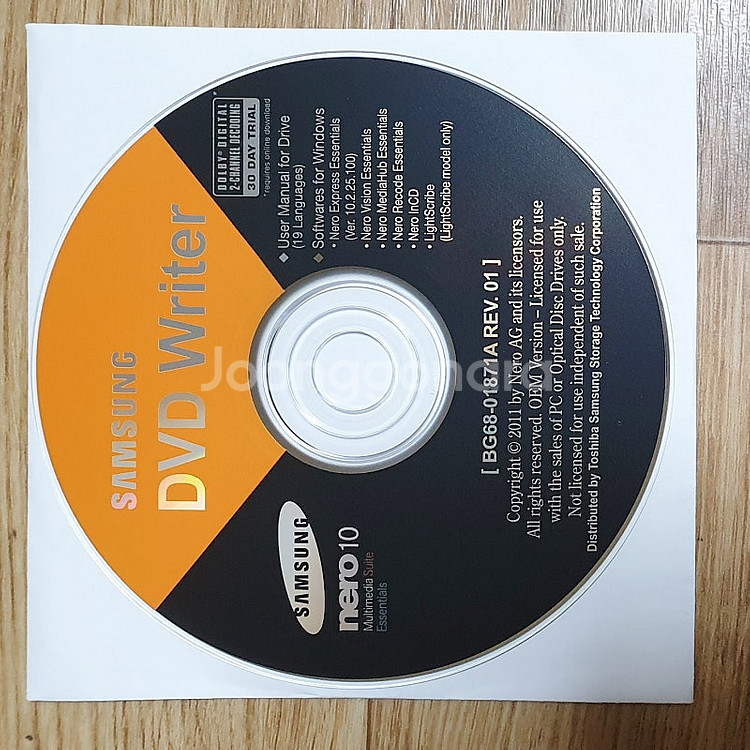 SAMSUNG
DVD Writer
DOLBY® DIGITAL
2-CHANNEL DECODING
30 DAY TRIAL
*
*requires online download
◆ User Manual for Drive
(19 Languages)
◆ Softwares for Windows
• Nero Express Essentials
(Ver. 10.2.25.100)
• Nero Vision Essentials
• Nero MediaHub Essentials
• Nero Recode Essentials
• Nero InCD
• LightScribe
(LightScribe model only)
SAMSUNG
nero 10
Multimedia Suite
Essentials
[ BG68-01871A REV. 01 ]
Copyright © 2011 by Nero AG and its licensors.
All rights reserved. OEM Version – Licensed for use
with the sales of PC or Optical Disc Drives only.
Not licensed for use independent of such sale.
Distributed by Toshiba Samsung Storage Technology Corporation
Joonggonara